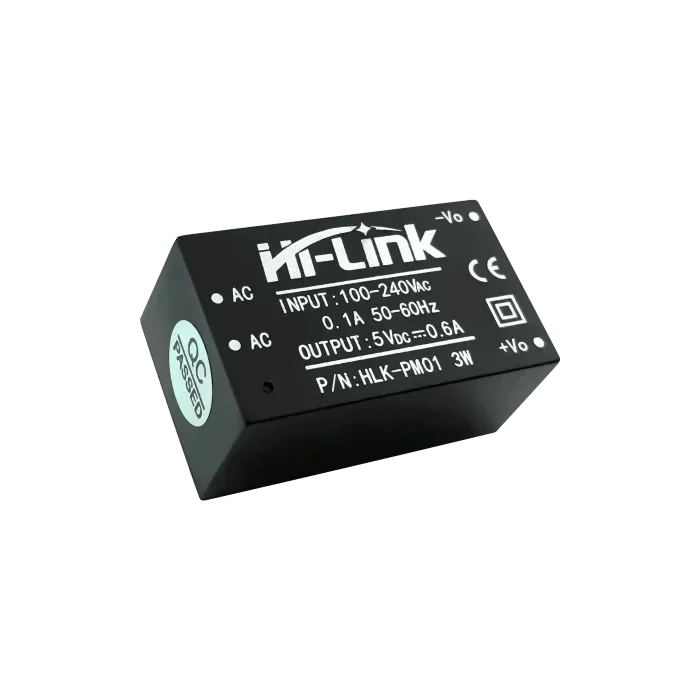 -Vo
Hi-Link
AC
INPUT:100-240VAC
0.1A 50-60Hz
AC
OUTPUT:5VDC⎓0.6A
+Vo
P/N:HLK-PM01 3W
CE
QC
PASSED